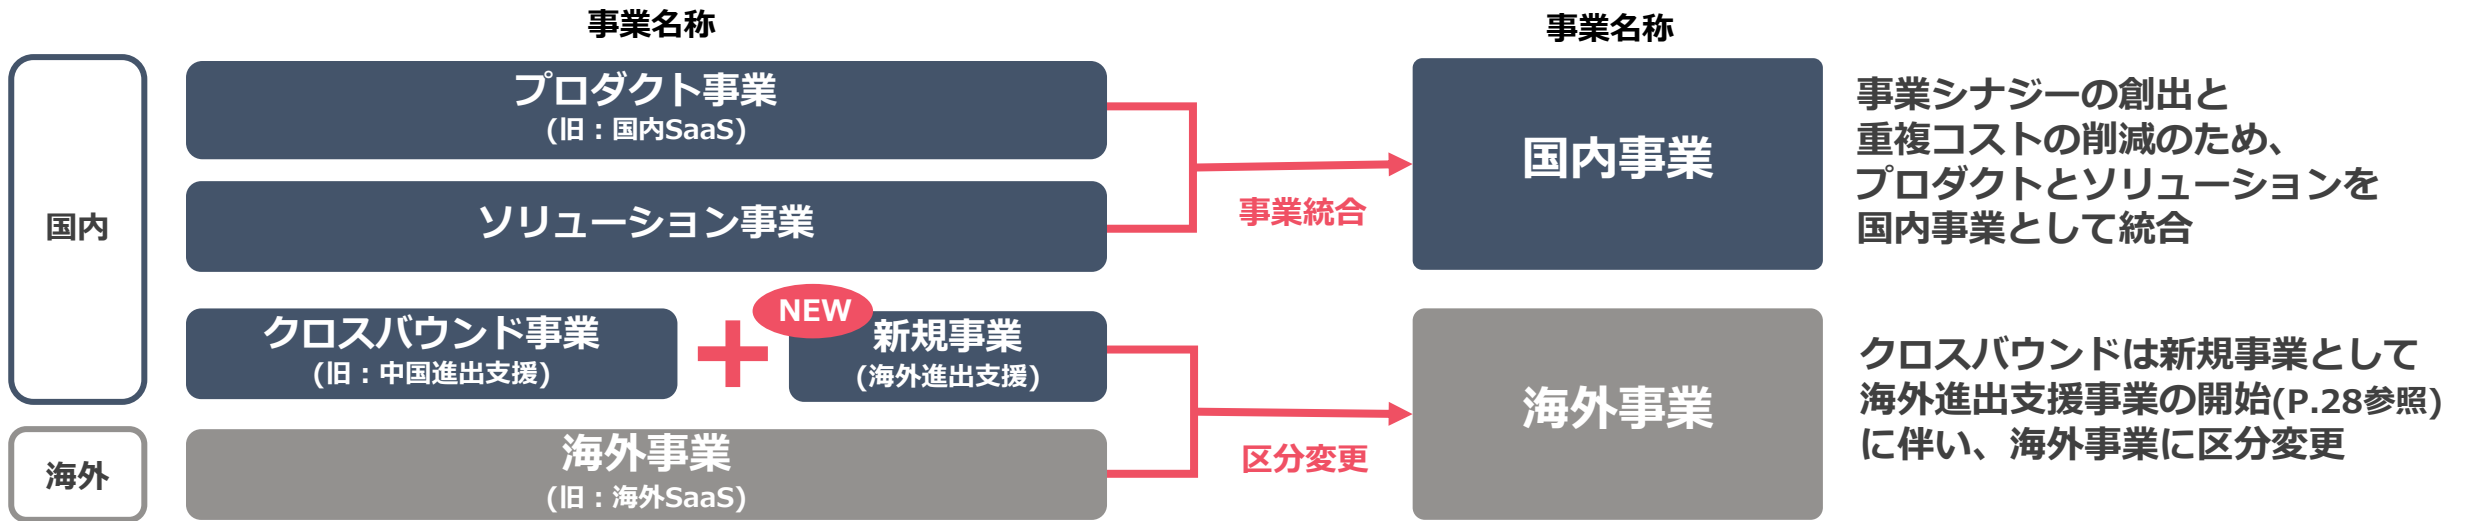 事業名称
事業名称
国内
プロダクト事業
(旧：国内SaaS)
ソリューション事業
クロスバウンド事業
(旧：中国進出支援)
NEW
新規事業
(海外進出支援)
海外
海外事業
(旧：海外SaaS)
事業統合
区分変更
国内事業
事業シナジーの創出と
重複コストの削減のため、
プロダクトとソリューションを
国内事業として統合
海外事業
クロスバウンドは新規事業として
海外進出支援事業の開始(P.28参照)
に伴い、海外事業に区分変更